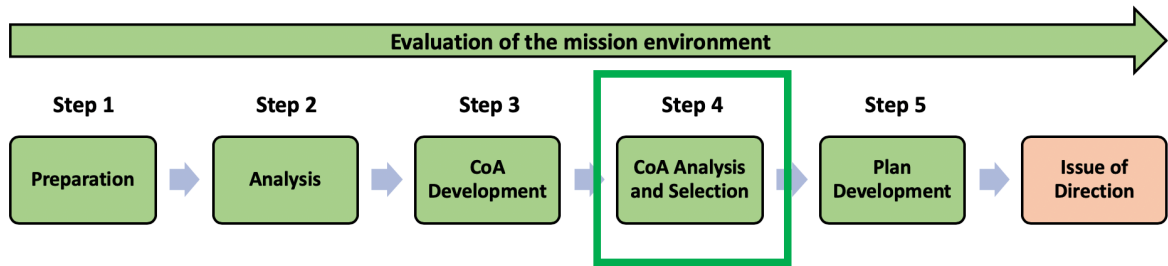 Evaluation of the mission environment
Step 1
Step 2
Step 3
Step 4
Step 5
Preparation
Analysis
CoA
Development
CoA Analysis
and Selection
Plan
Development
Issue of
Direction